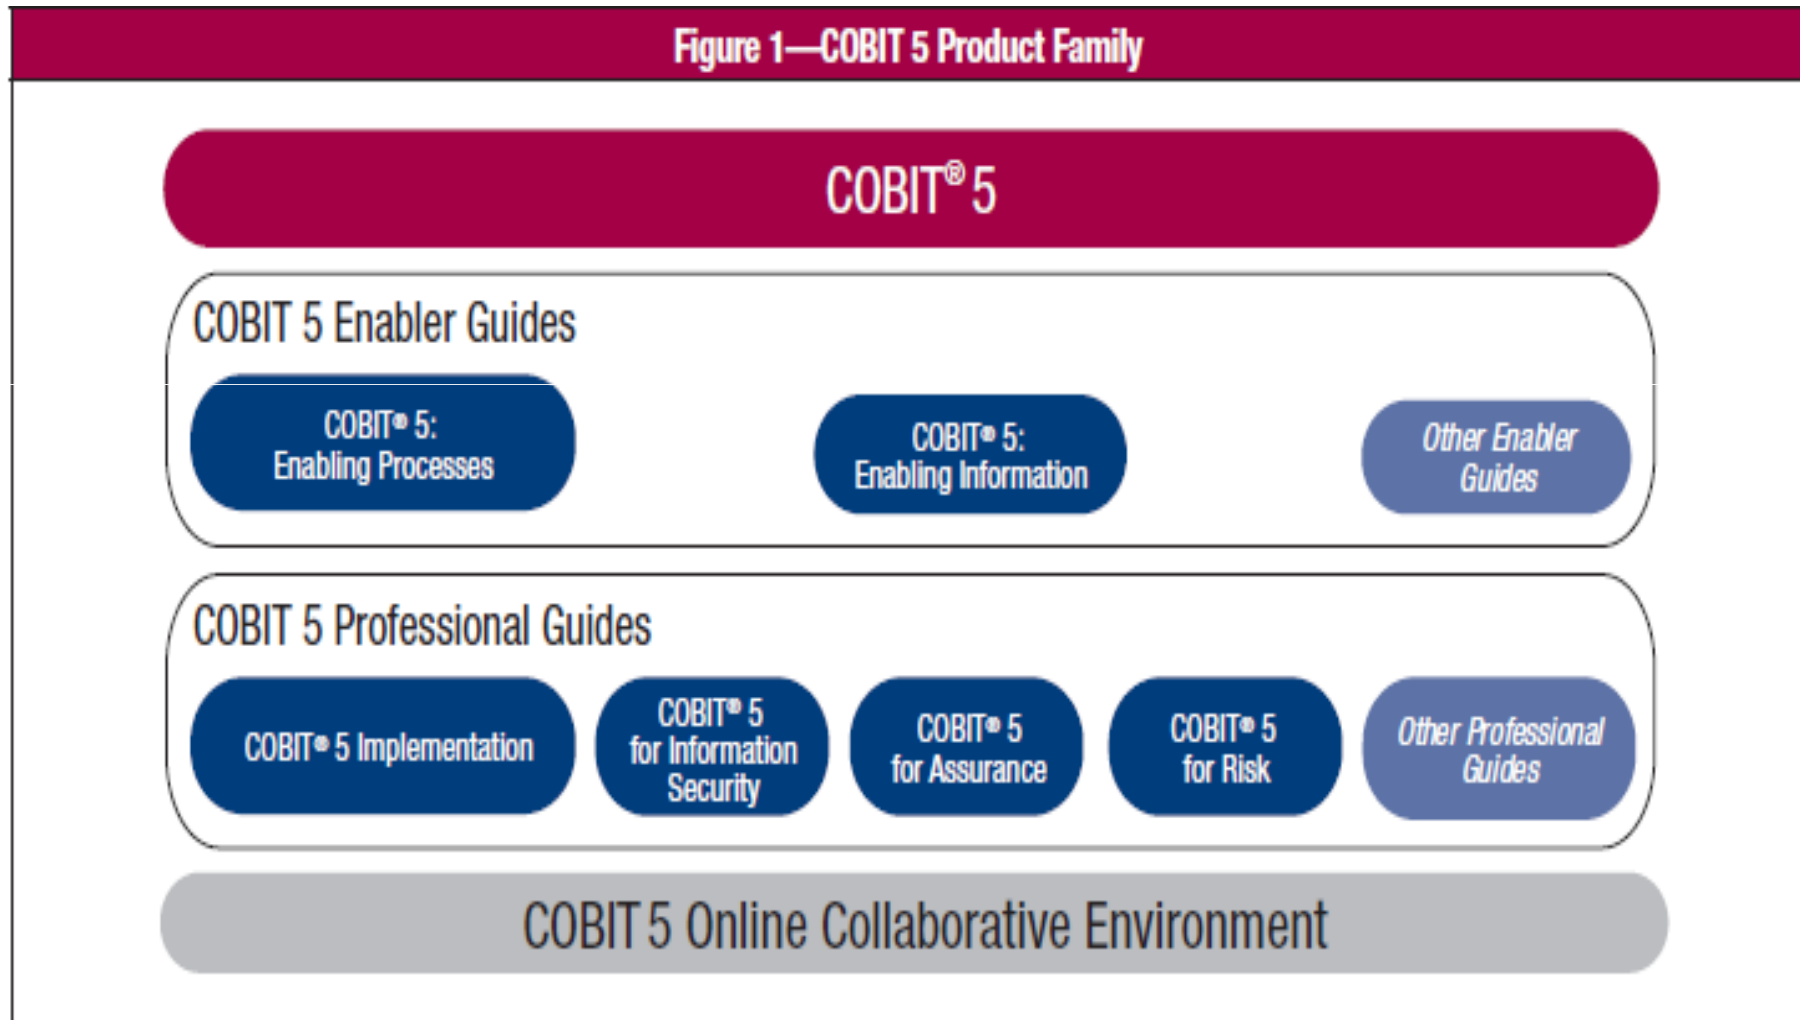 Figure 1—COBIT 5 Product Family
COBIT® 5
COBIT 5 Enabler Guides
COBIT® 5:
Enabling Processes
COBIT® 5:
Enabling Information
Other Enabler
Guides
COBIT 5 Professional Guides
COBIT® 5 Implementation
COBIT® 5
for Information
Security
COBIT® 5
for Assurance
COBIT® 5
for Risk
Other Professional
Guides
COBIT 5 Online Collaborative Environment